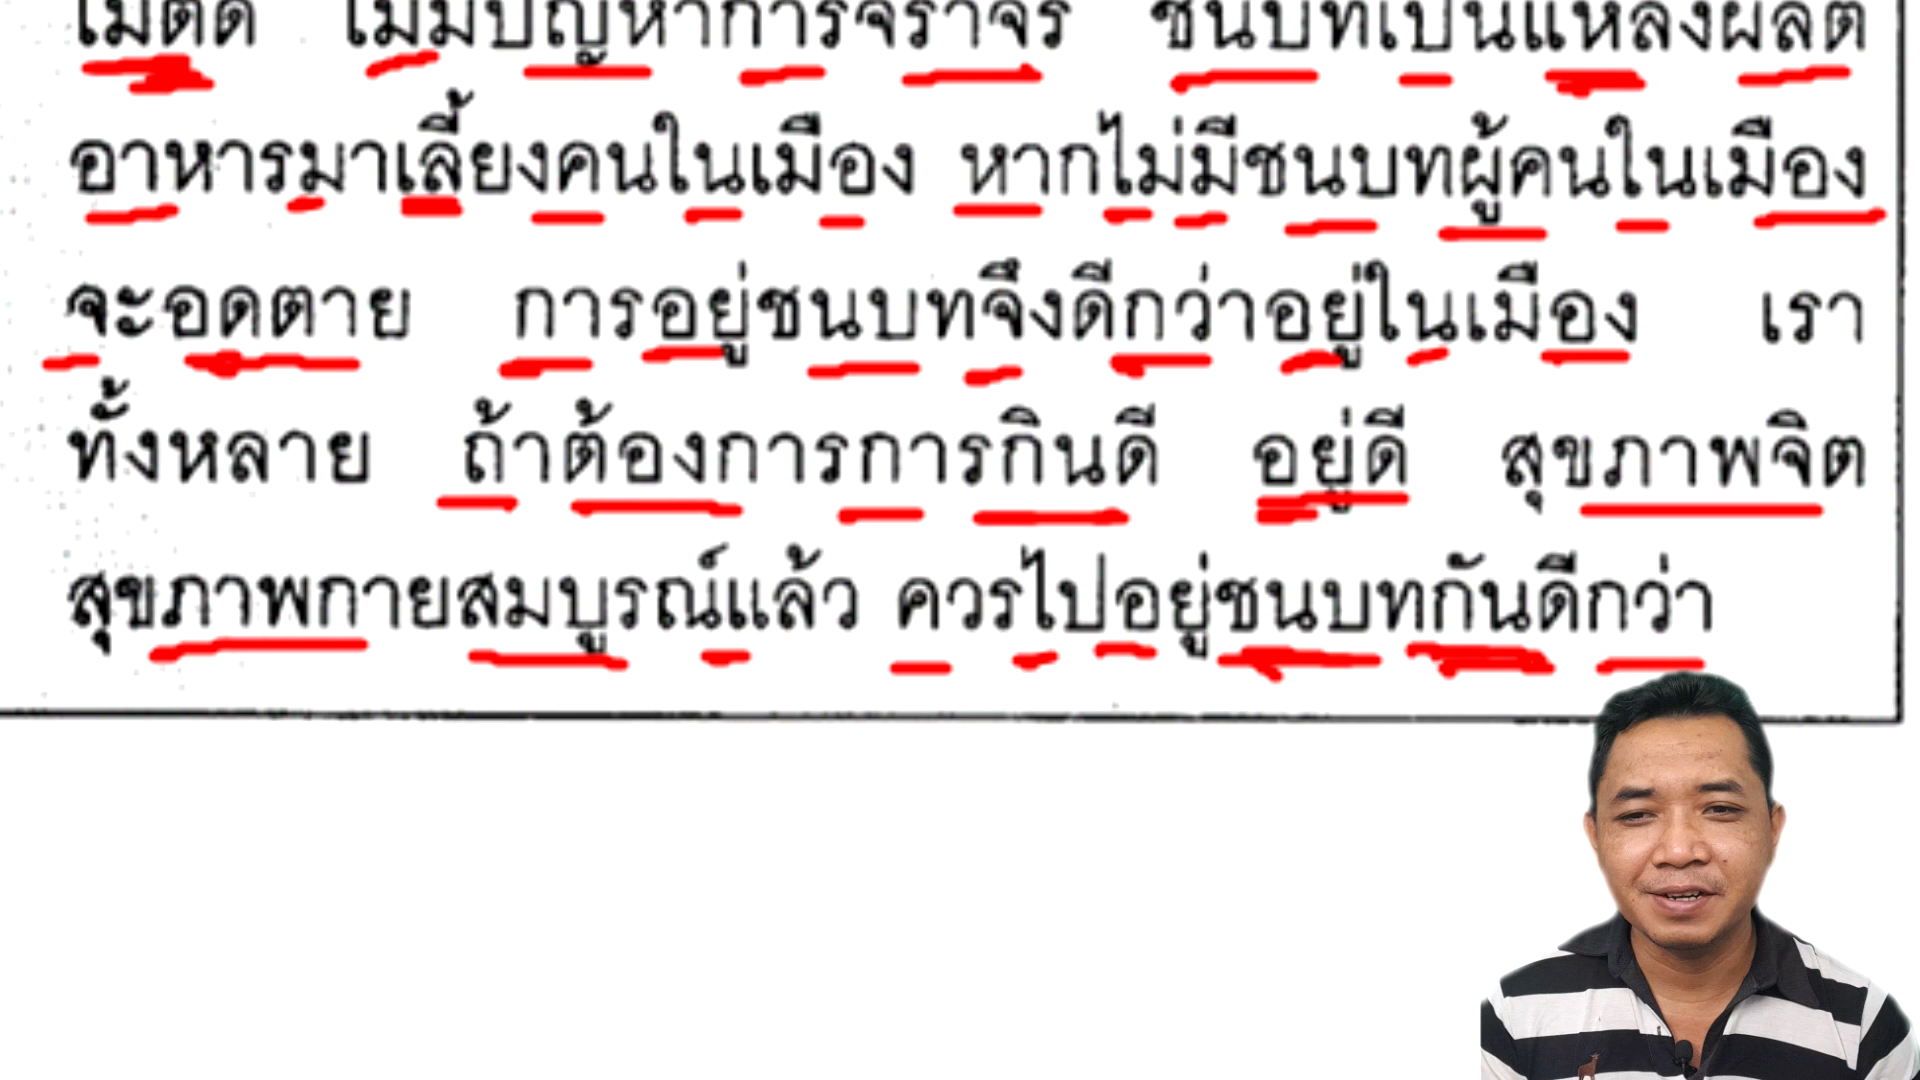 ไม่ติด ไม่มีปัญหาการจราจร ชนบทเป็นแหล่งผลิต
อาหารมาเลี้ยงคนในเมือง หากไม่มีชนบทผู้คนในเมือง
จะอดตาย การอยู่ชนบทจึงดีกว่าอยู่ในเมือง เรา
ทั้งหลาย ถ้าต้องการการกินดี อยู่ดี สุขภาพจิต
สุขภาพกายสมบูรณ์แล้ว ควรไปอยู่ชนบทกันดีกว่า